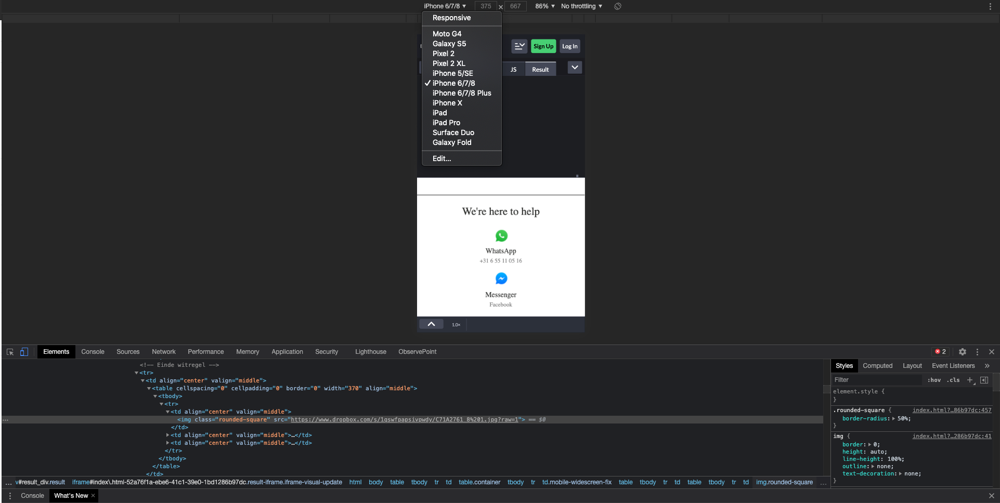 iPhone 6/7/8 ▼ 375 × 667 86% ▼ No throttling ▼
Responsive
Moto G4
Galaxy S5
Pixel 2
Pixel 2 XL
iPhone 5/SE
✓ iPhone 6/7/8
iPhone 6/7/8 Plus
iPhone X
iPad
iPad Pro
Surface Duo
Galaxy Fold
Edit...
Sign Up Log In
JS Result
We're here to help
WhatsApp
+31 6 55 11 05 16
Messenger
Facebook
1.0×
Elements Console Sources Network Performance Memory Application Security Lighthouse ObservePoint 2
<!-- Einde witregel -->
▼<tr>
▼<td align="center" valign="middle">
▼<table cellspacing="0" cellpadding="0" border="0" width="370" align="middle">
▼<tbody>
▼<tr>
▼<td align="center" valign="middle">
<img class="rounded-square" src="https://www.dropbox.com/s/1qswfpapsivpwdy/C71A2761_8%201.jpg?raw=1"> == $0
</td>
▶<td align="center" valign="middle">…</td>
▶<td align="center" valign="middle">…</td>
</tr>
</tbody>
</table>
</td>
… v#result_div.result iframe#index\.html-52a76f1a-ebe6-41c1-39e0-1bd1286b97dc.result-iframe.iframe-visual-update html body table tbody tr td table.container tbody tr td.mobile-widescreen-fix table tbody tr td table tbody tr td img.rounded-square …
Styles Computed Layout Event Listeners »
Filter :hov .cls +
element.style {
}
.rounded-square { index.html?…86b97dc:457
border-radius: ▶ 50%;
}
img { index.html?…286b97dc:41
border: ▶ 0;
height: auto;
line-height: 100%;
outline: ▶ none;
text-decoration: ▶ none;
}
Console What's New ×